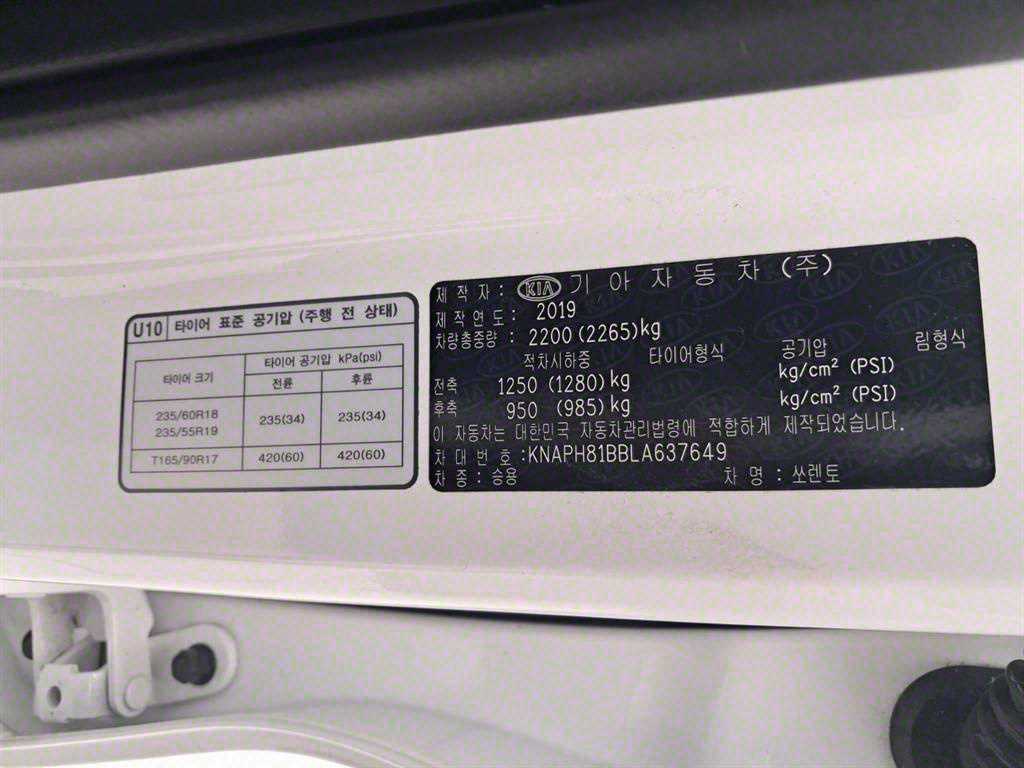 U10 타이어 표준 공기압 (주행 전 상태)
타이어 크기 타이어 공기압 kPa(psi)
전륜 후륜
235/60R18
235/55R19 235(34) 235(34)
T165/90R17 420(60) 420(60)
제 작 자 : KIA 기 아 자 동 차 (주)
제 작 연 도 : 2019
차량총중량 : 2200 (2265)kg
적차시하중 타이어형식 공기압 림형식
전축 1250 (1280) kg kg/cm² (PSI)
후축 950 (985) kg kg/cm² (PSI)
이 자동차는 대한민국 자동차관리법령에 적합하게 제작되었습니다.
차 대 번 호 :KNAPH81BBLA637649
차 종 : 승용 차 명 : 쏘렌토